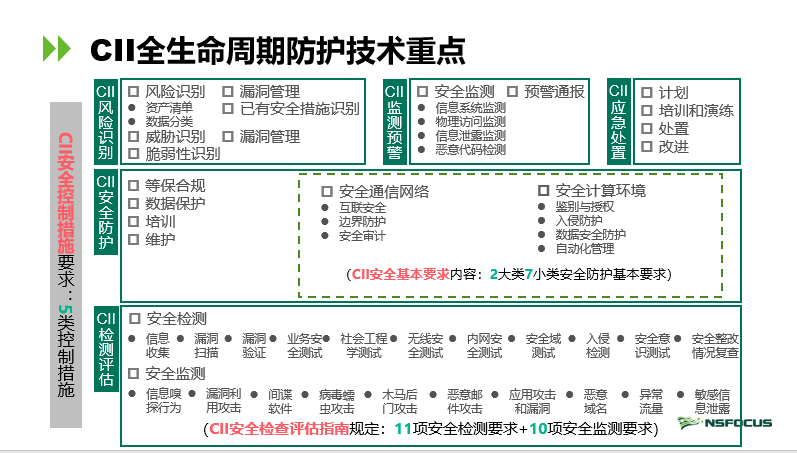 CII全生命周期防护技术重点
CII安全控制措施要求：5类控制措施
CII风险识别
风险识别
漏洞管理
资产清单
已有安全措施识别
数据分类
威胁识别
漏洞管理
脆弱性识别
CII监测预警
安全监测
预警通报
信息系统监测
物理访问监测
信息泄露监测
恶意代码检测
CII应急处置
计划
培训和演练
处置
改进
CII安全防护
等保合规
数据保护
培训
维护
安全通信网络
互联安全
边界防护
安全审计
安全计算环境
鉴别与授权
入侵防护
数据安全防护
自动化管理
(CII安全基本要求内容：2大类7小类安全防护基本要求)
CII检测评估
安全检测
信息收集
漏洞扫描
漏洞验证
业务安全测试
社会工程学测试
无线安全测试
内网安全测试
安全域测试
入侵检测
安全意识测试
安全整改情况复查
安全监测
信息嗅探行为
漏洞利用攻击
间谍软件
病毒蠕虫攻击
木马后门攻击
恶意邮件攻击
应用攻击和漏洞
恶意域名
异常流量
敏感信息泄露
NSFOCUS
(CII安全检查评估指南规定：11项安全检测要求+10项安全监测要求)